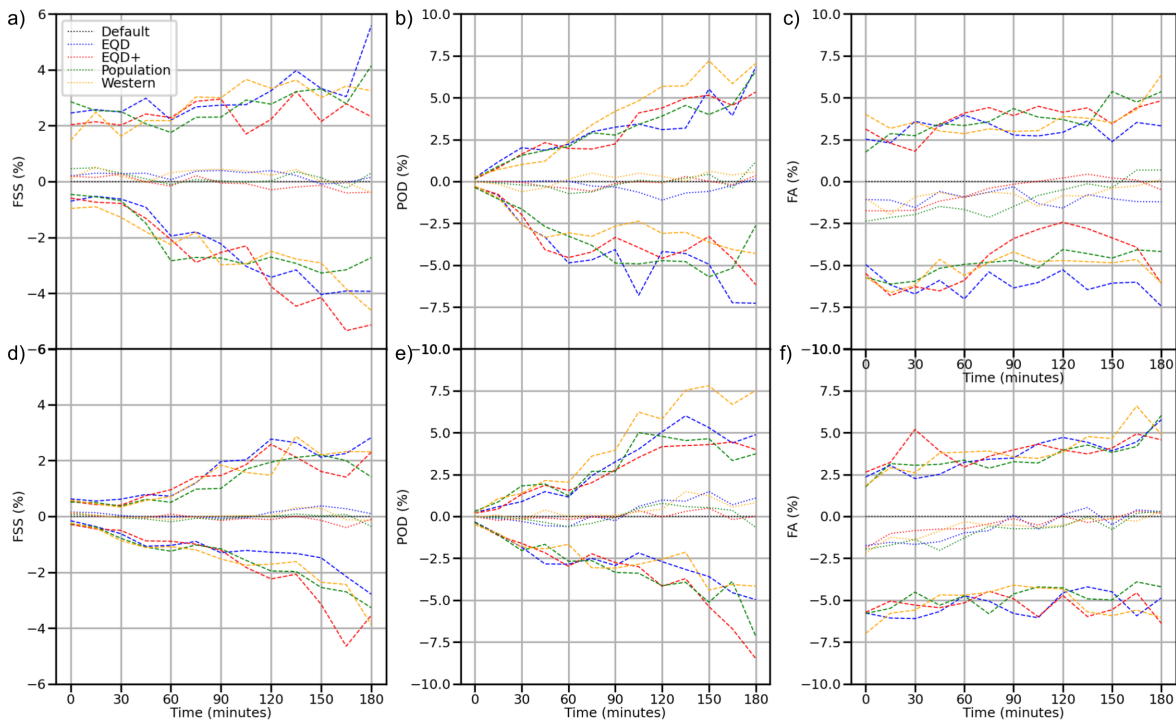 a)
6
4
2
0
−2
−4
−6
FSS (%)
Default
EQD
EQD+
Population
Western
b)
10.0
7.5
5.0
2.5
0.0
−2.5
−5.0
−7.5
−10.0
POD (%)
c)
10.0
7.5
5.0
2.5
0.0
−2.5
−5.0
−7.5
−10.0
FA (%)
0 30 60 90 120 150 180
Time (minutes)
d)
4
2
0
−2
−4
−6
FSS (%)
0 30 60 90 120 150 180
Time (minutes)
e)
7.5
5.0
2.5
0.0
−2.5
−5.0
−7.5
−10.0
POD (%)
0 30 60 90 120 150 180
Time (minutes)
f)
7.5
5.0
2.5
0.0
−2.5
−5.0
−7.5
−10.0
FA (%)
0 30 60 90 120 150 180
Time (minutes)